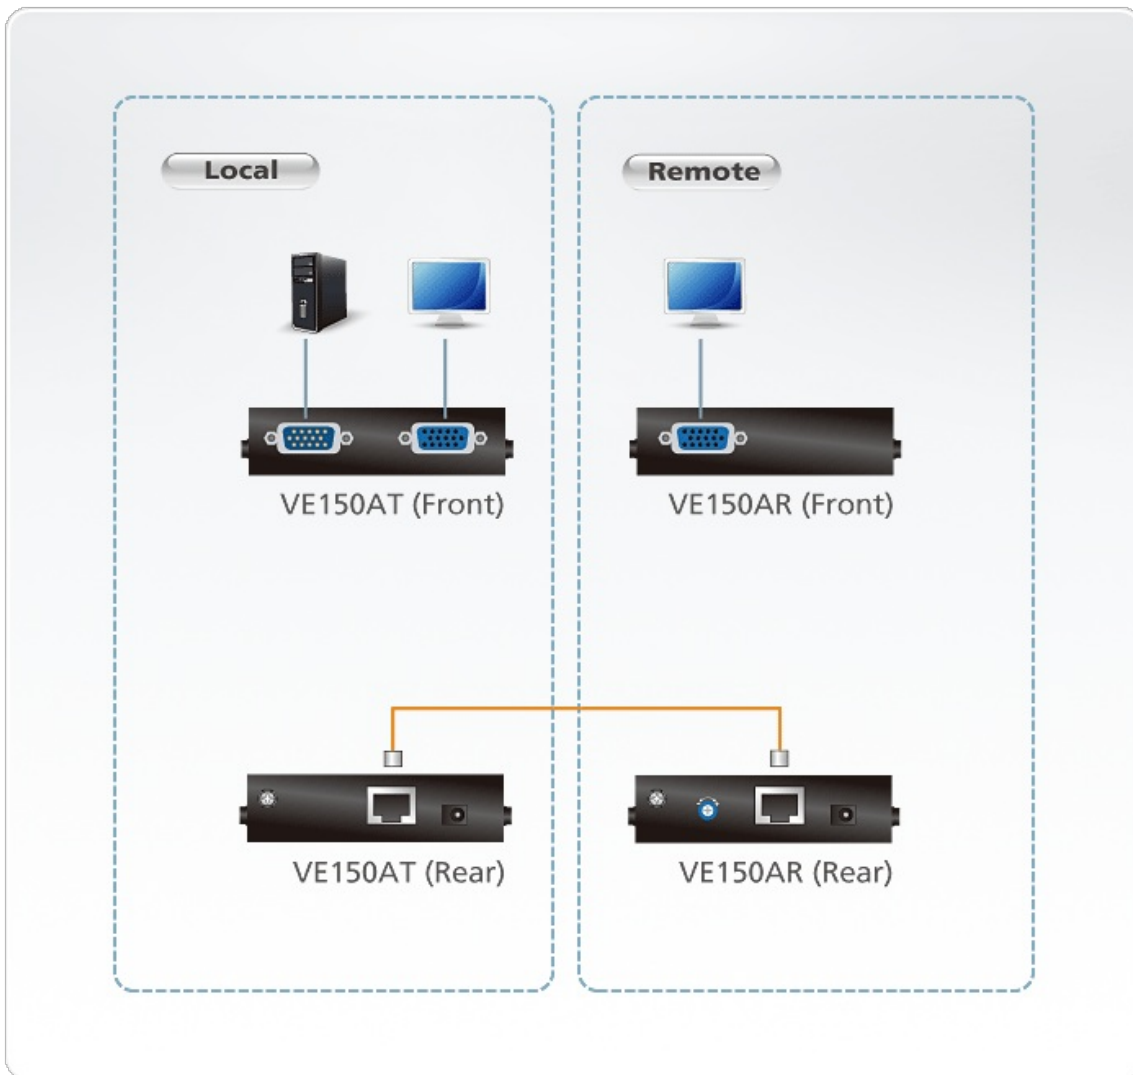 Local
Remote
VE150AT (Front)
VE150AR (Front)
VE150AT (Rear)
VE150AR (Rear)